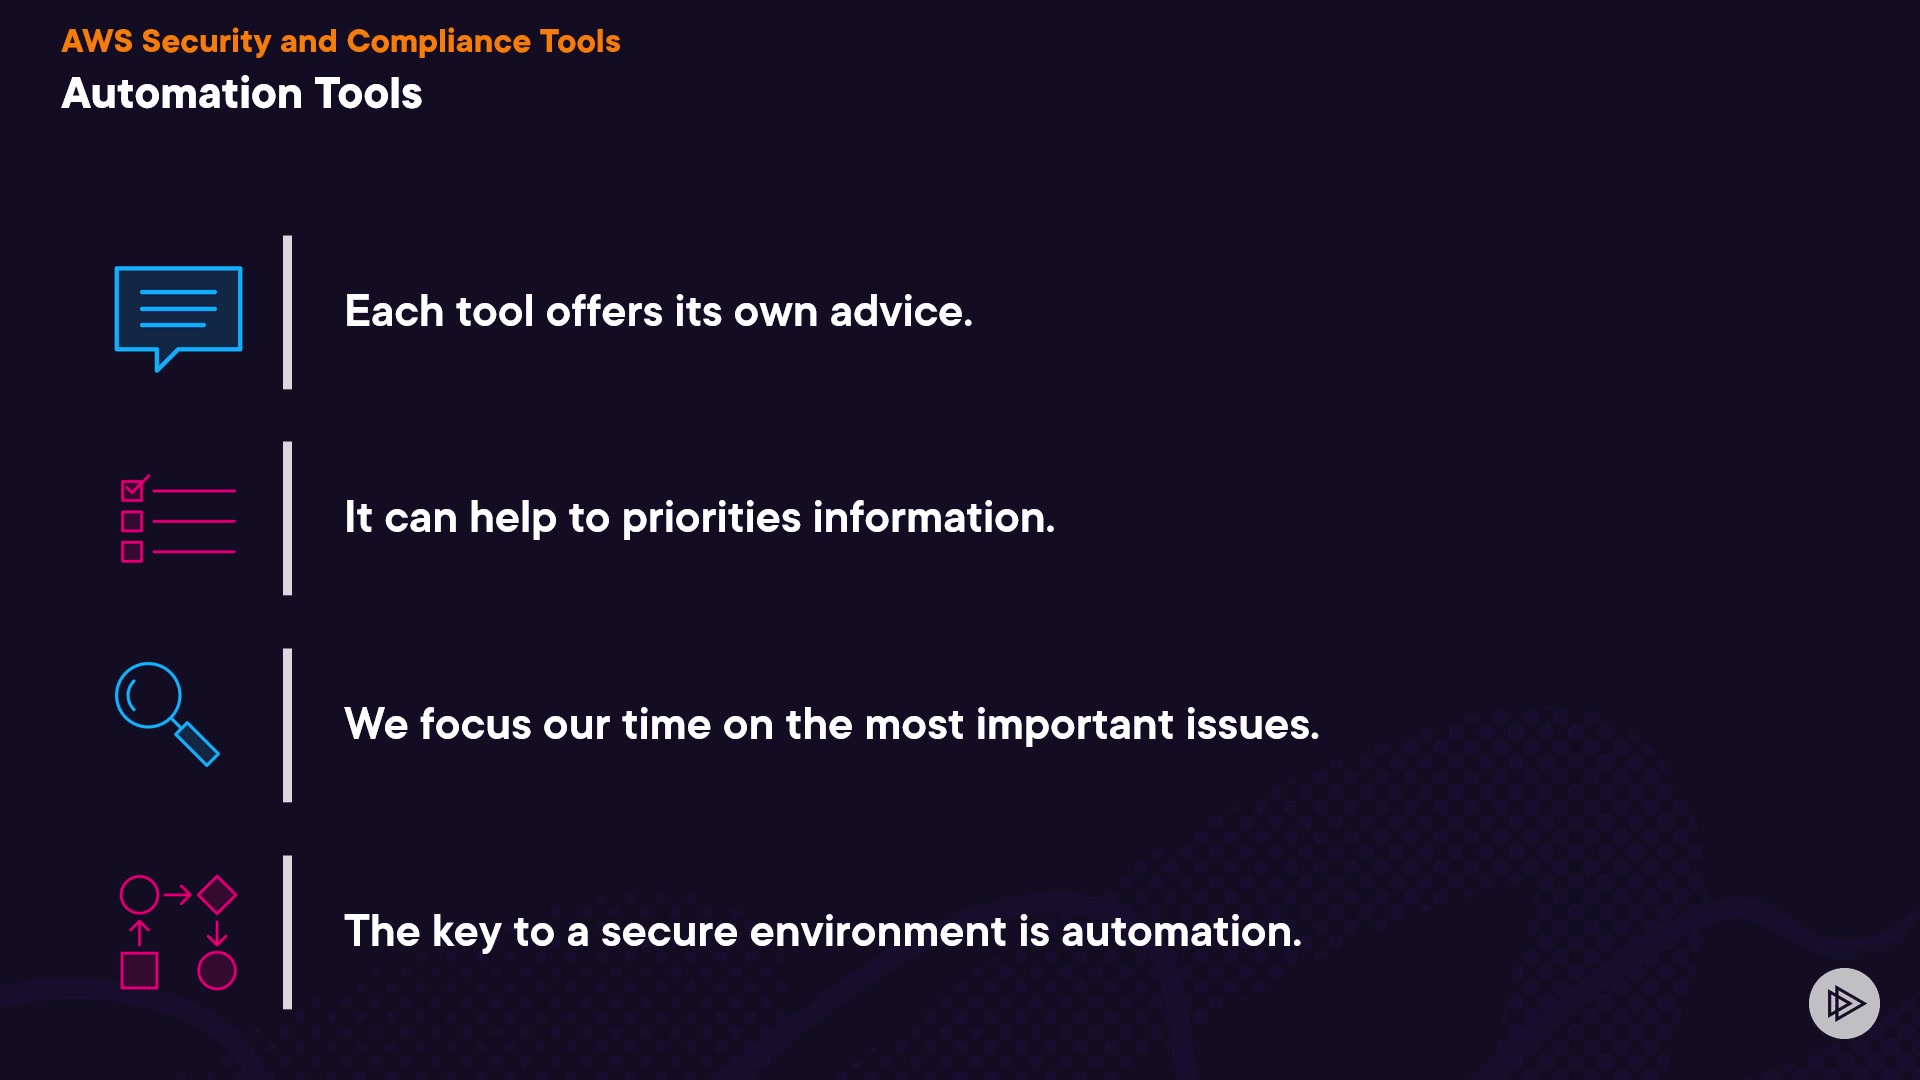 AWS Security and Compliance Tools
Automation Tools
Each tool offers its own advice.
It can help to priorities information.
We focus our time on the most important issues.
The key to a secure environment is automation.